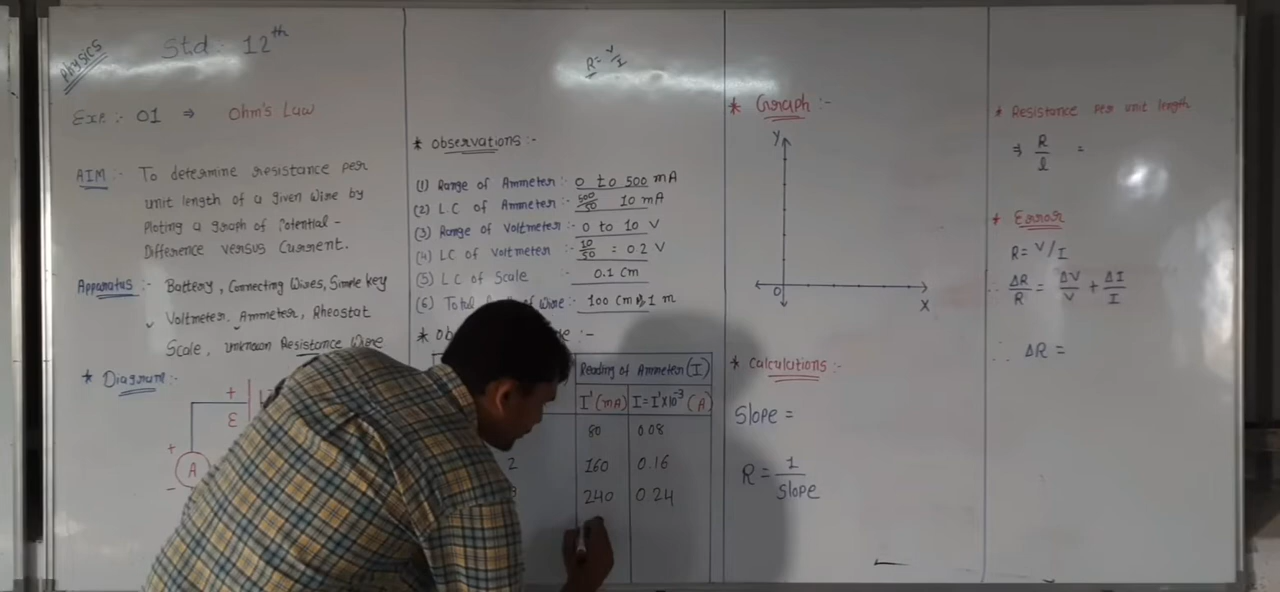 Physics
Std : 12th
Exp. :- 01 ⇒ Ohm's Law
AIM :- To determine resistance per
unit length of a given wire by
Ploting a graph of Potential -
Difference versus Current.
Apparatus :- Battery, Connecting Wires, Simple key
Voltmeter. Ammeter, Rheostat
Scale, unknown Resistance Wire
* Diagram :-
+
ε
+
A
-
R = V/I
* Observations :-
(1) Range of Ammeter :- 0 to 500 mA
(2) L.C of Ammeter :- 500/50 10 mA
(3) Range of Voltmeter :- 0 to 10 V
(4) LC of Voltmeter :- 10/50 = 0.2 V
(5) LC of Scale :- 0.1 Cm
(6) Total of Wire :- 100 Cm 1 m
* Ob :-
Reading of Ammeter (I)
I' (mA) I = I'x10-3 (A)
80 0.08
2 160 0.16
3 240 0.24
* Graph :-
Y
O
X
* Calculations :-
Slope =
R = 1/slope
* Resistance per unit length
⇒ R/l =
* Error
R = V/I
∴ ΔR/R = ΔV/V + ΔI/I
∴ ΔR =